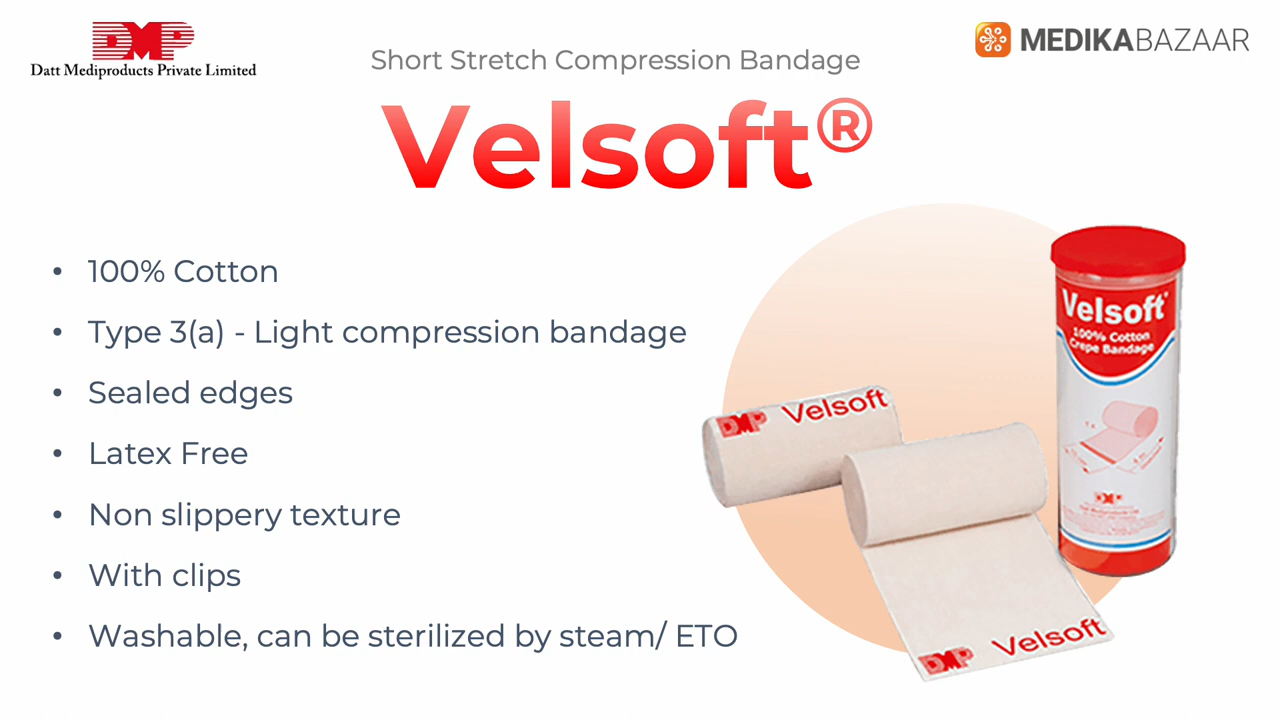 DMP
Datt Mediproducts Private Limited
MEDIKABAZAAR
Short Stretch Compression Bandage
Velsoft®
• 100% Cotton
• Type 3(a) - Light compression bandage
• Sealed edges
• Latex Free
• Non slippery texture
• With clips
• Washable, can be sterilized by steam/ ETO
Velsoft
100% Cotton
Crepe Bandage
DMP
DMP Velsoft
DMP Velsoft